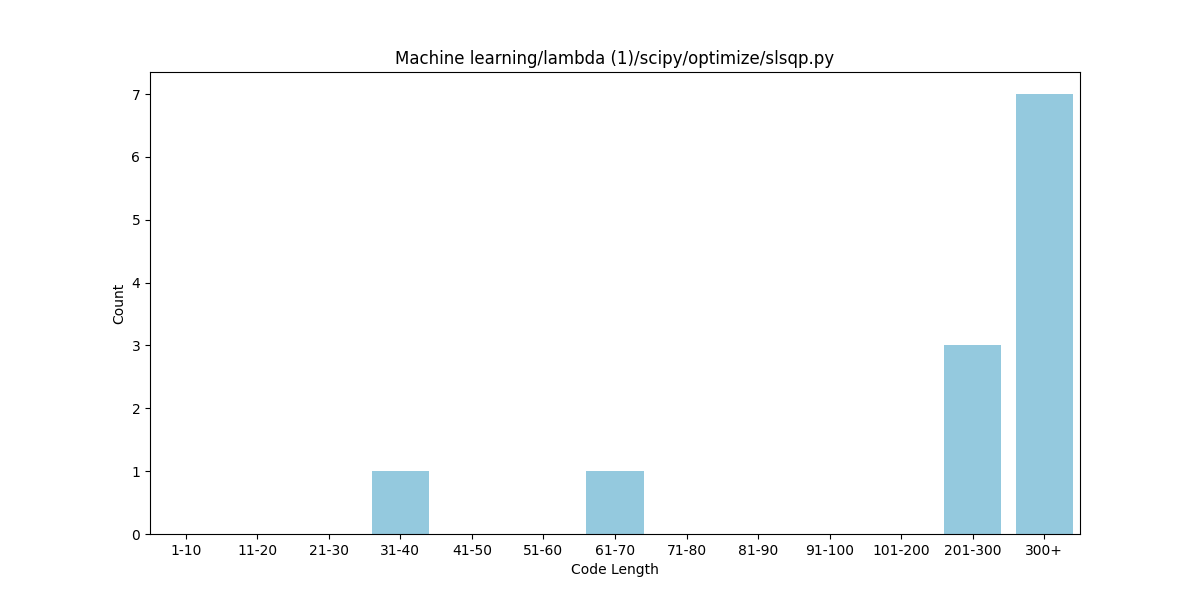 Machine learning/lambda (1)/scipy/optimize/slsqp.py
7
6
5
4
3
2
1
0
Count
1-10 11-20 21-30 31-40 41-50 51-60 61-70 71-80 81-90 91-100 101-200 201-300 300+
Code Length